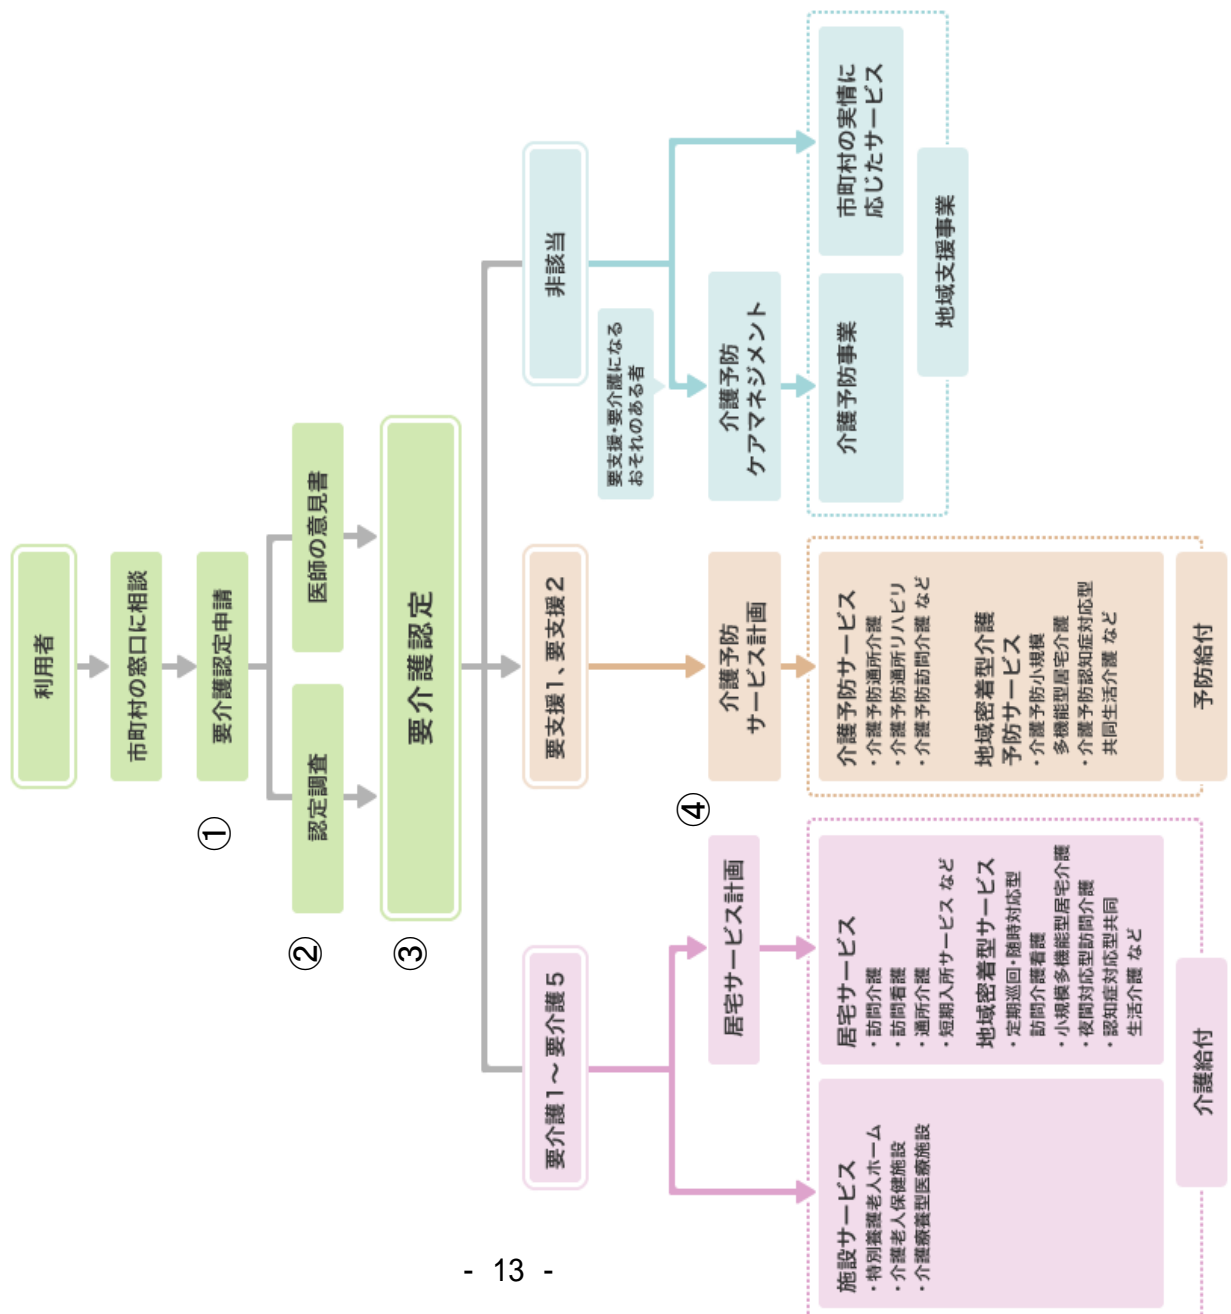 利用者
市町村の窓口に相談
①
要介護認定申請
②
認定調査
医師の意見書
③
要介護認定
要介護1～要介護5
要支援1、要支援2
非該当
要支援・要介護になる
おそれのある者
④
居宅サービス計画
介護予防
サービス計画
介護予防
ケアマネジメント
施設サービス
・特別養護老人ホーム
・介護老人保健施設
・介護療養型医療施設
居宅サービス
・訪問介護
・訪問看護
・通所介護
・短期入所サービス など
地域密着型サービス
・定期巡回・随時対応型
訪問介護看護
・小規模多機能型居宅介護
・夜間対応型訪問介護
・認知症対応型共同
生活介護 など
介護予防サービス
・介護予防通所介護
・介護予防通所リハビリ
・介護予防訪問介護 など
地域密着型介護
予防サービス
・介護予防小規模
多機能型居宅介護
・介護予防認知症対応型
共同生活介護 など
介護予防事業
市町村の実情に
応じたサービス
介護給付
予防給付
地域支援事業
- 13 -